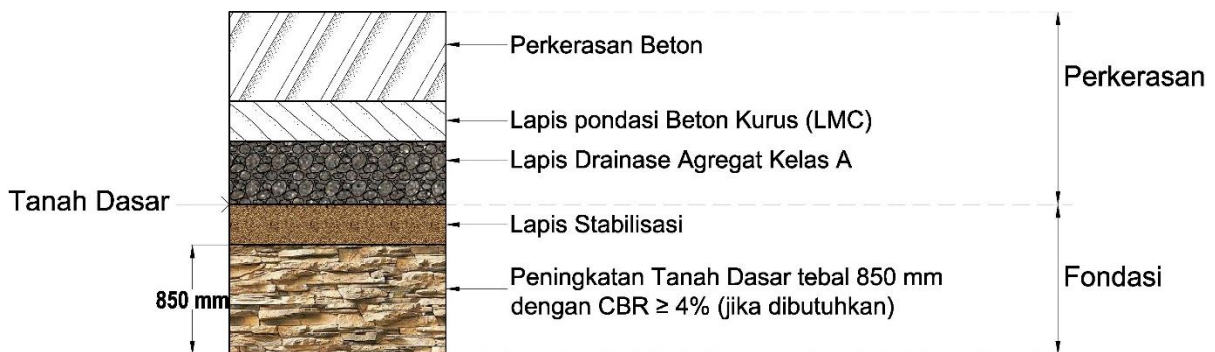 Perkerasan Beton
Perkerasan
Lapis pondasi Beton Kurus (LMC)
Lapis Drainase Agregat Kelas A
Tanah Dasar
Lapis Stabilisasi
850 mm
Peningkatan Tanah Dasar tebal 850 mm
dengan CBR ≥ 4% (jika dibutuhkan)
Fondasi